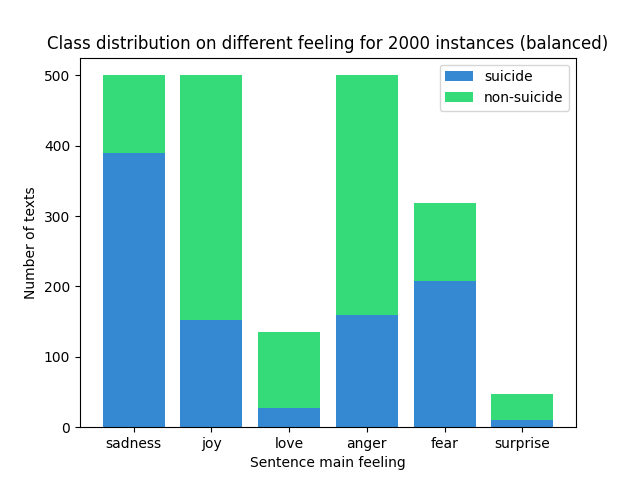 Class distribution on different feeling for 2000 instances (balanced)
suicide
non-suicide
500
400
300
200
100
0
Number of texts
sadness joy love anger fear surprise
Sentence main feeling